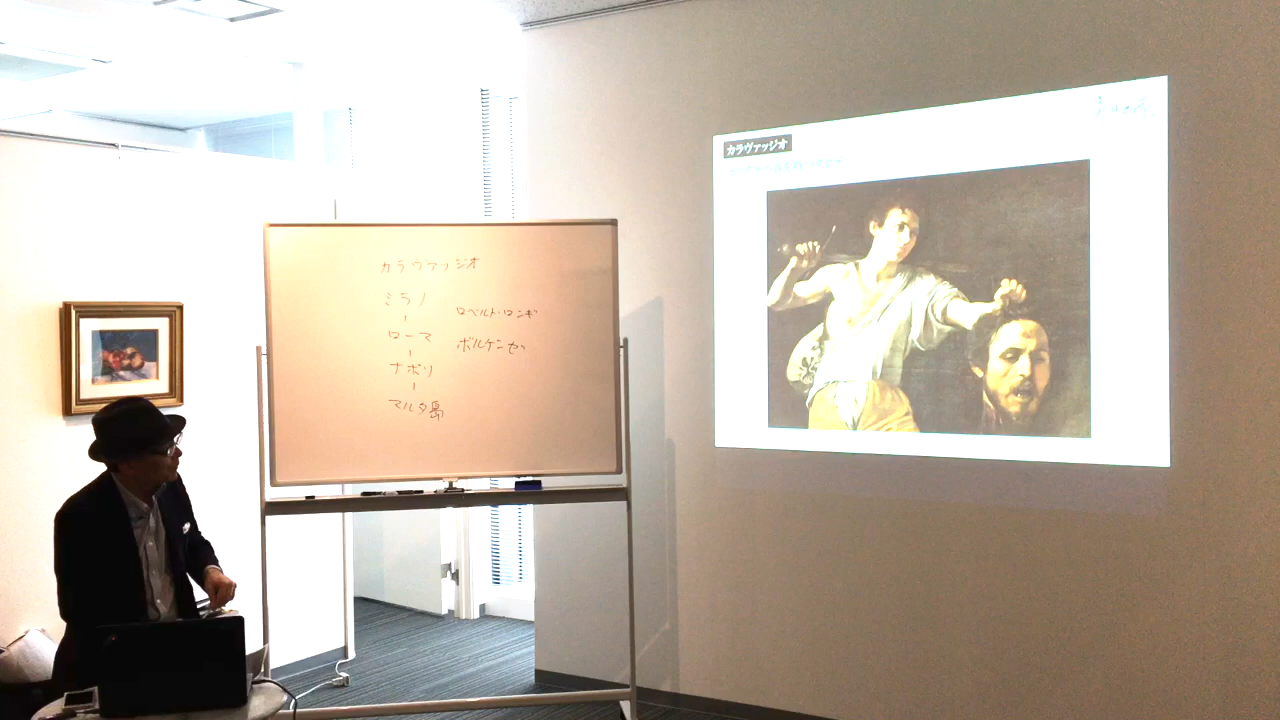 カラヴァッジオ
ミラノ
ローマ
ナポリ
マルタ島
ロベルト・ロンギ
ボルゲーゼ
カラヴァッジオ